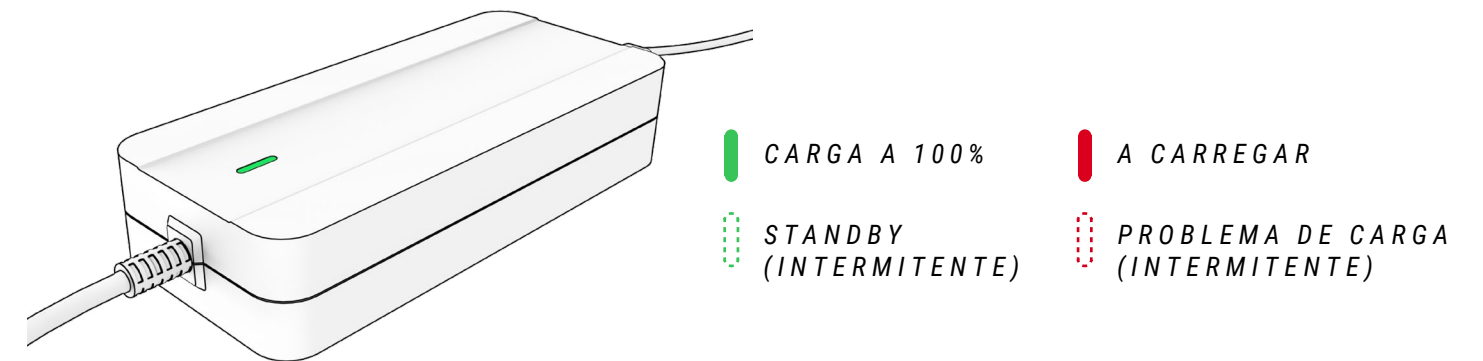 CARGA A 100%
A CARREGAR
STANDBY
(INTERMITENTE)
PROBLEMA DE CARGA
(INTERMITENTE)